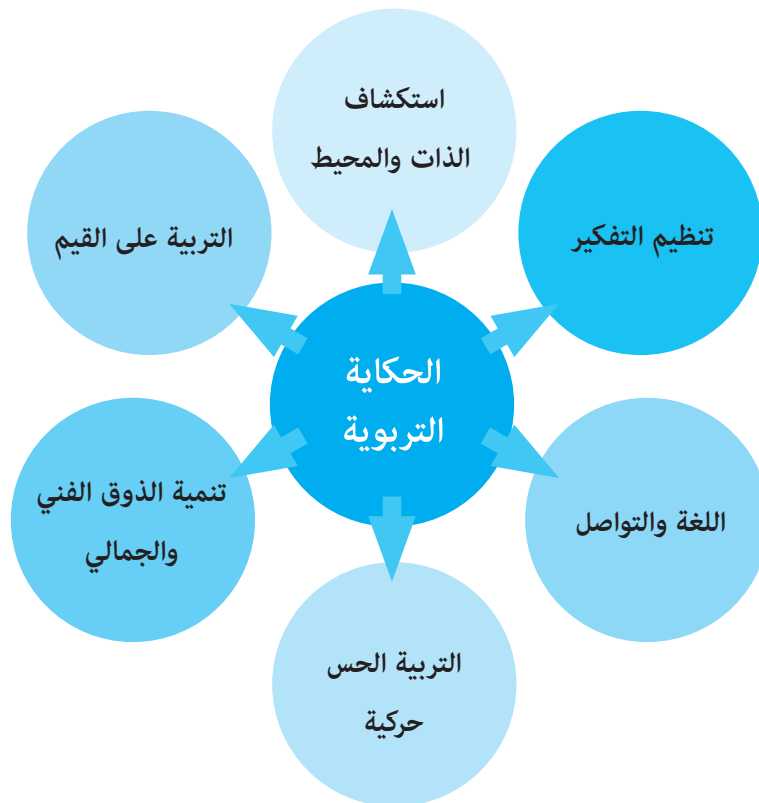 استكشاف
الذات والمحيط
تنظيم التفكير
التربية على القيم
الحكاية
التربوية
اللغة والتواصل
تنمية الذوق الفني
والجمالي
التربية الحس
حركية